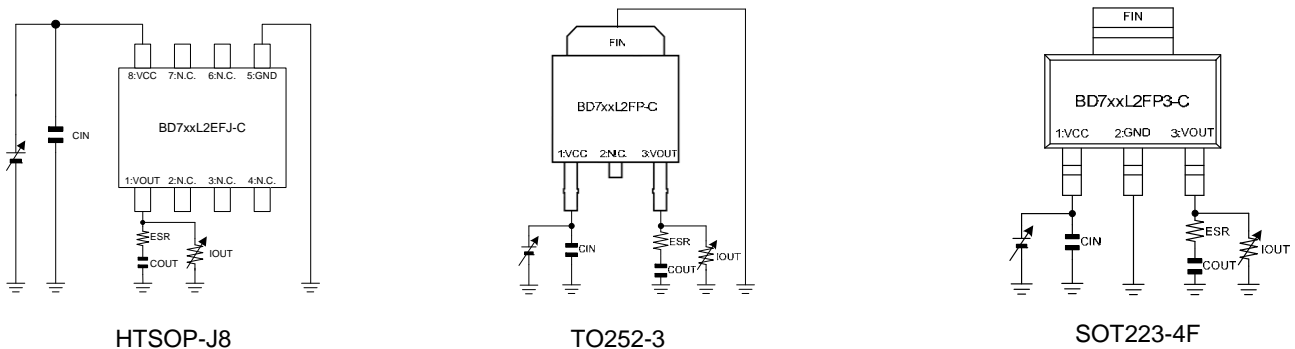 8:VCC 7:N.C. 6:N.C. 5:GND
BD7xxL2EFJ-C
1:VOUT 2:N.C. 3:N.C. 4:N.C.
CIN
ESR
COUT
IOUT
HTSOP-J8
FIN
BD7xxL2FP-C
1:VCC 2:N.C. 3:VOUT
CIN
ESR
COUT
IOUT
TO252-3
FIN
BD7xxL2FP3-C
1:VCC 2:GND 3:VOUT
CIN
ESR
COUT
IOUT
SOT223-4F